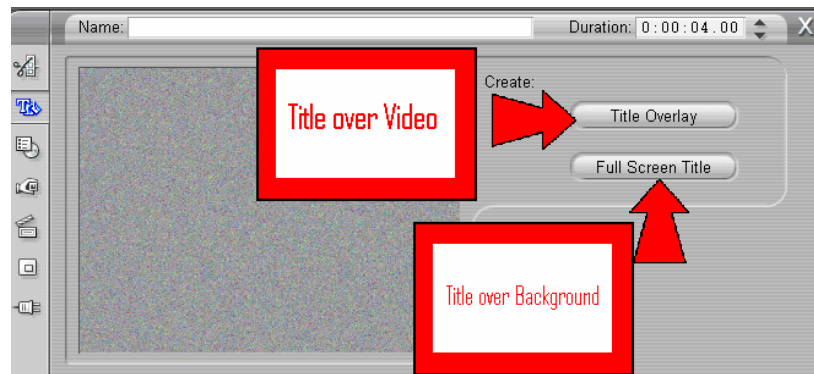 Name:
Duration: 0:00:04.00
X
Create:
Title over Video
Title Overlay
Full Screen Title
Title over Background